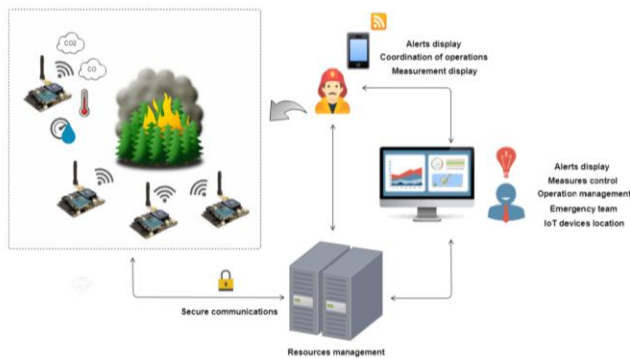 CO2
CO
Alerts display
Coordination of operations
Measurement display
Alerts display
Measures control
Operation management
Emergency team
IoT devices location
Secure communications
Resources management